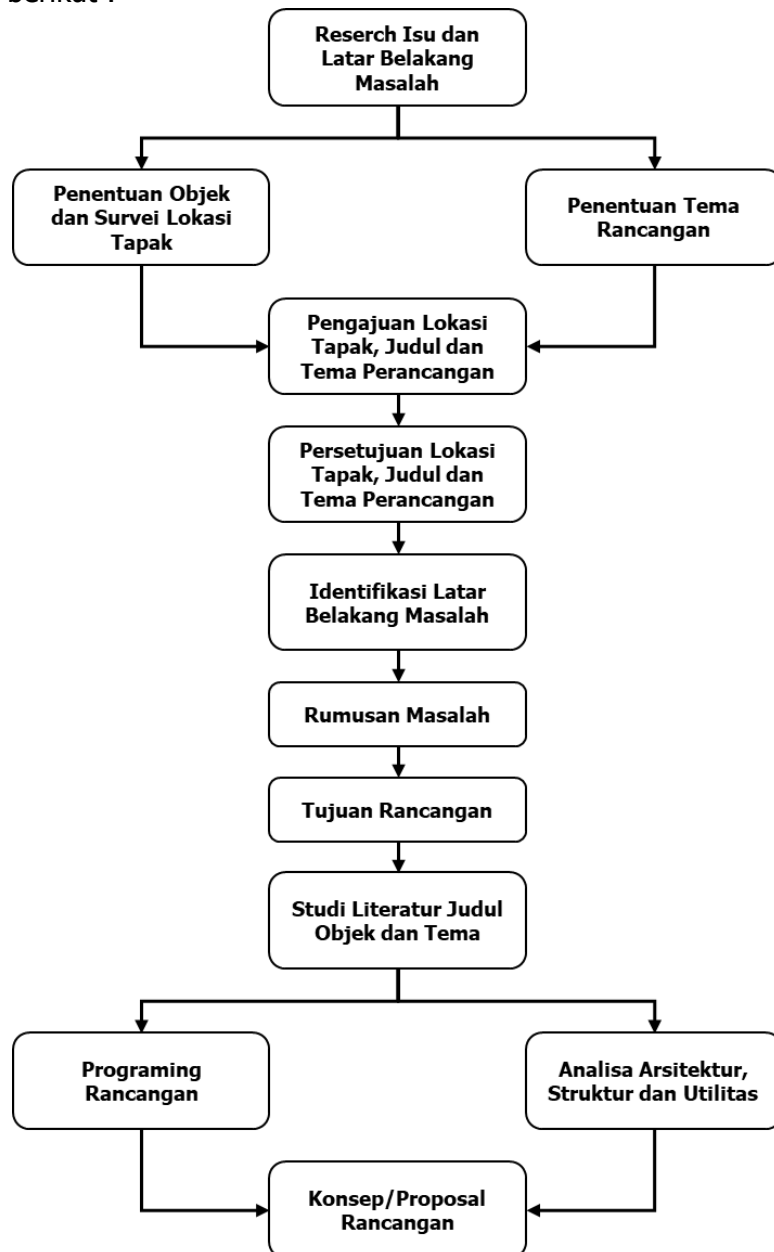 berikut :
Reserch Isu dan
Latar Belakang
Masalah
Penentuan Objek
dan Survei Lokasi
Tapak
Penentuan Tema
Rancangan
Pengajuan Lokasi
Tapak, Judul dan
Tema Perancangan
Persetujuan Lokasi
Tapak, Judul dan
Tema Perancangan
Identifikasi Latar
Belakang Masalah
Rumusan Masalah
Tujuan Rancangan
Studi Literatur Judul
Objek dan Tema
Programing
Rancangan
Analisa Arsitektur,
Struktur dan Utilitas
Konsep/Proposal
Rancangan